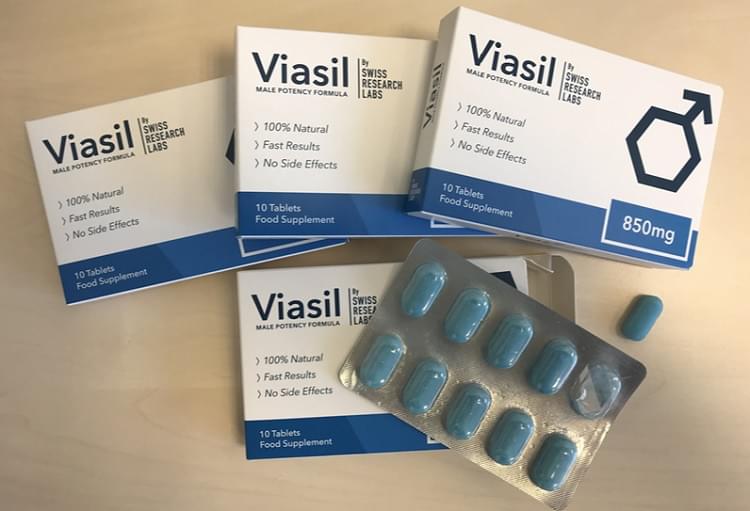 Viasil
By
SWISS
RESEARCH
LABS
MALE POTENCY FORMULA
100% Natural
Fast Results
No Side Effects
10 Tablets
Food Supplement
Viasil
By
SWISS
RESEARCH
LABS
MALE POTENCY FORMULA
100% Natural
Fast Results
No Side Effects
10 Tablets
Food Supplement
Viasil
Viasil
By
SWISS
RESEARCH
LABS
MALE POTENCY FORMULA
100% Natural
Fast Results
No Side Effects
10 Tablets
Food Supplement
850mg
Viasil
By
SWISS
MALE POTENCY FORMULA
100% Natural
Fast Results
No Side Effects
10 Tablets
Food Supplement